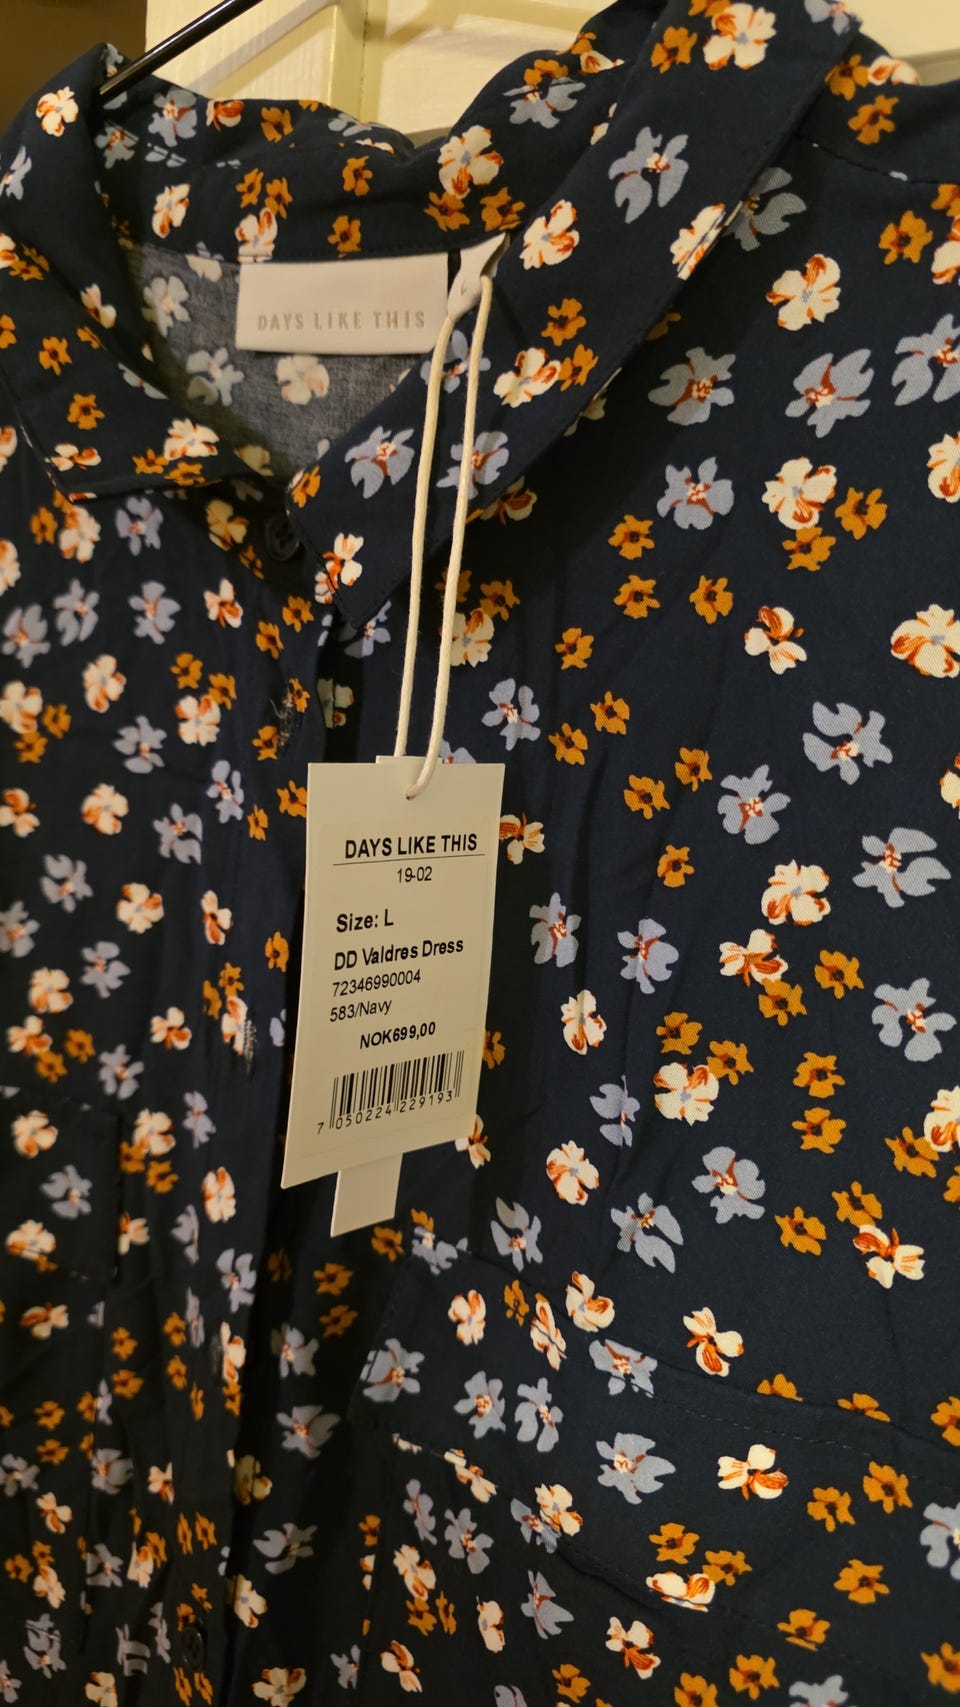 DAYS LIKE THIS
L
DAYS LIKE THIS
19-02
Size: L
DD Valdres Dress
72346990004
583/Navy
NOK699,00
7 050224 229193